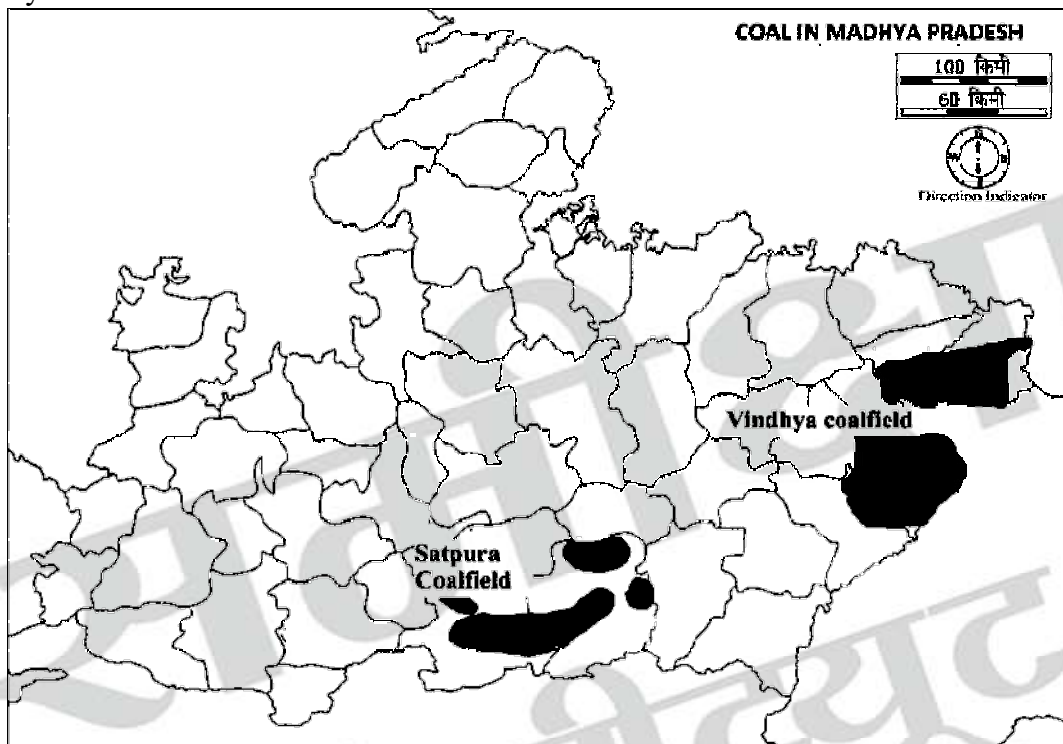 COAL IN MADHYA PRADESH
100 किमी
60 किमी
Direction Indicator
Vindhya coalfield
Satpura
Coalfield